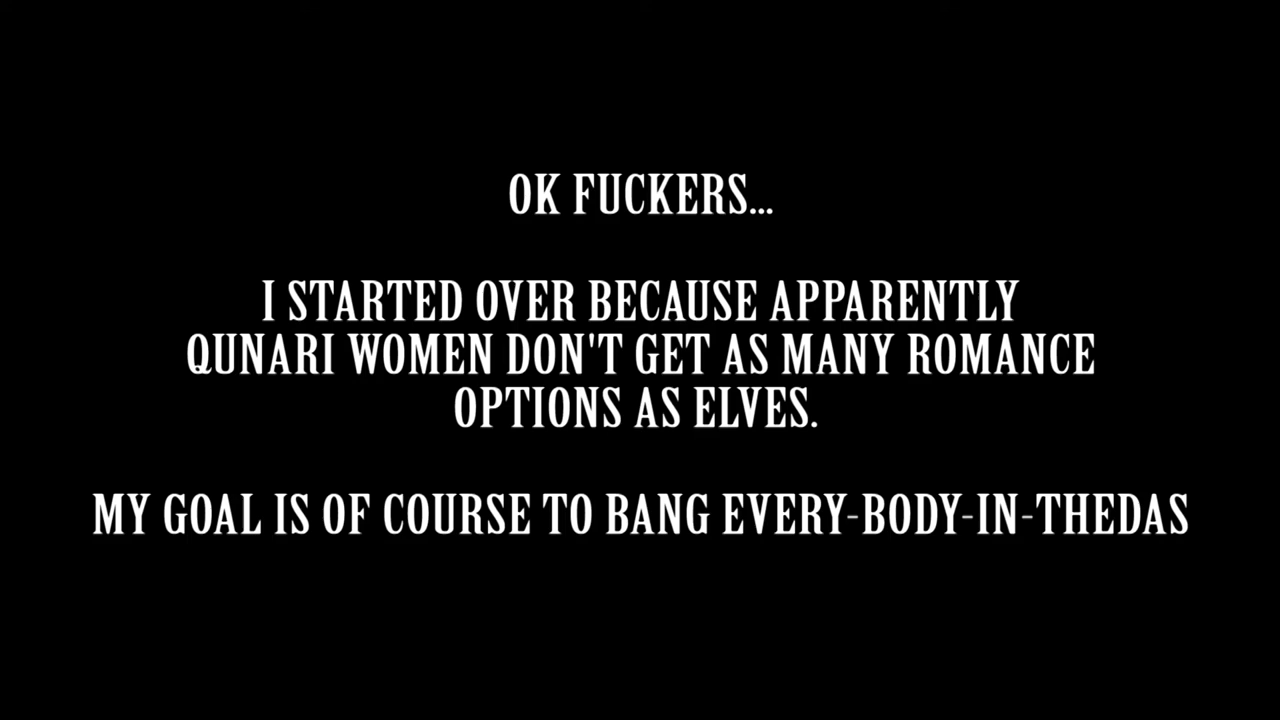 OK FUCKERS...
I STARTED OVER BECAUSE APPARENTLY
QUNARI WOMEN DON'T GET AS MANY ROMANCE
OPTIONS AS ELVES.
MY GOAL IS OF COURSE TO BANG EVERY-BODY-IN-THEDAS